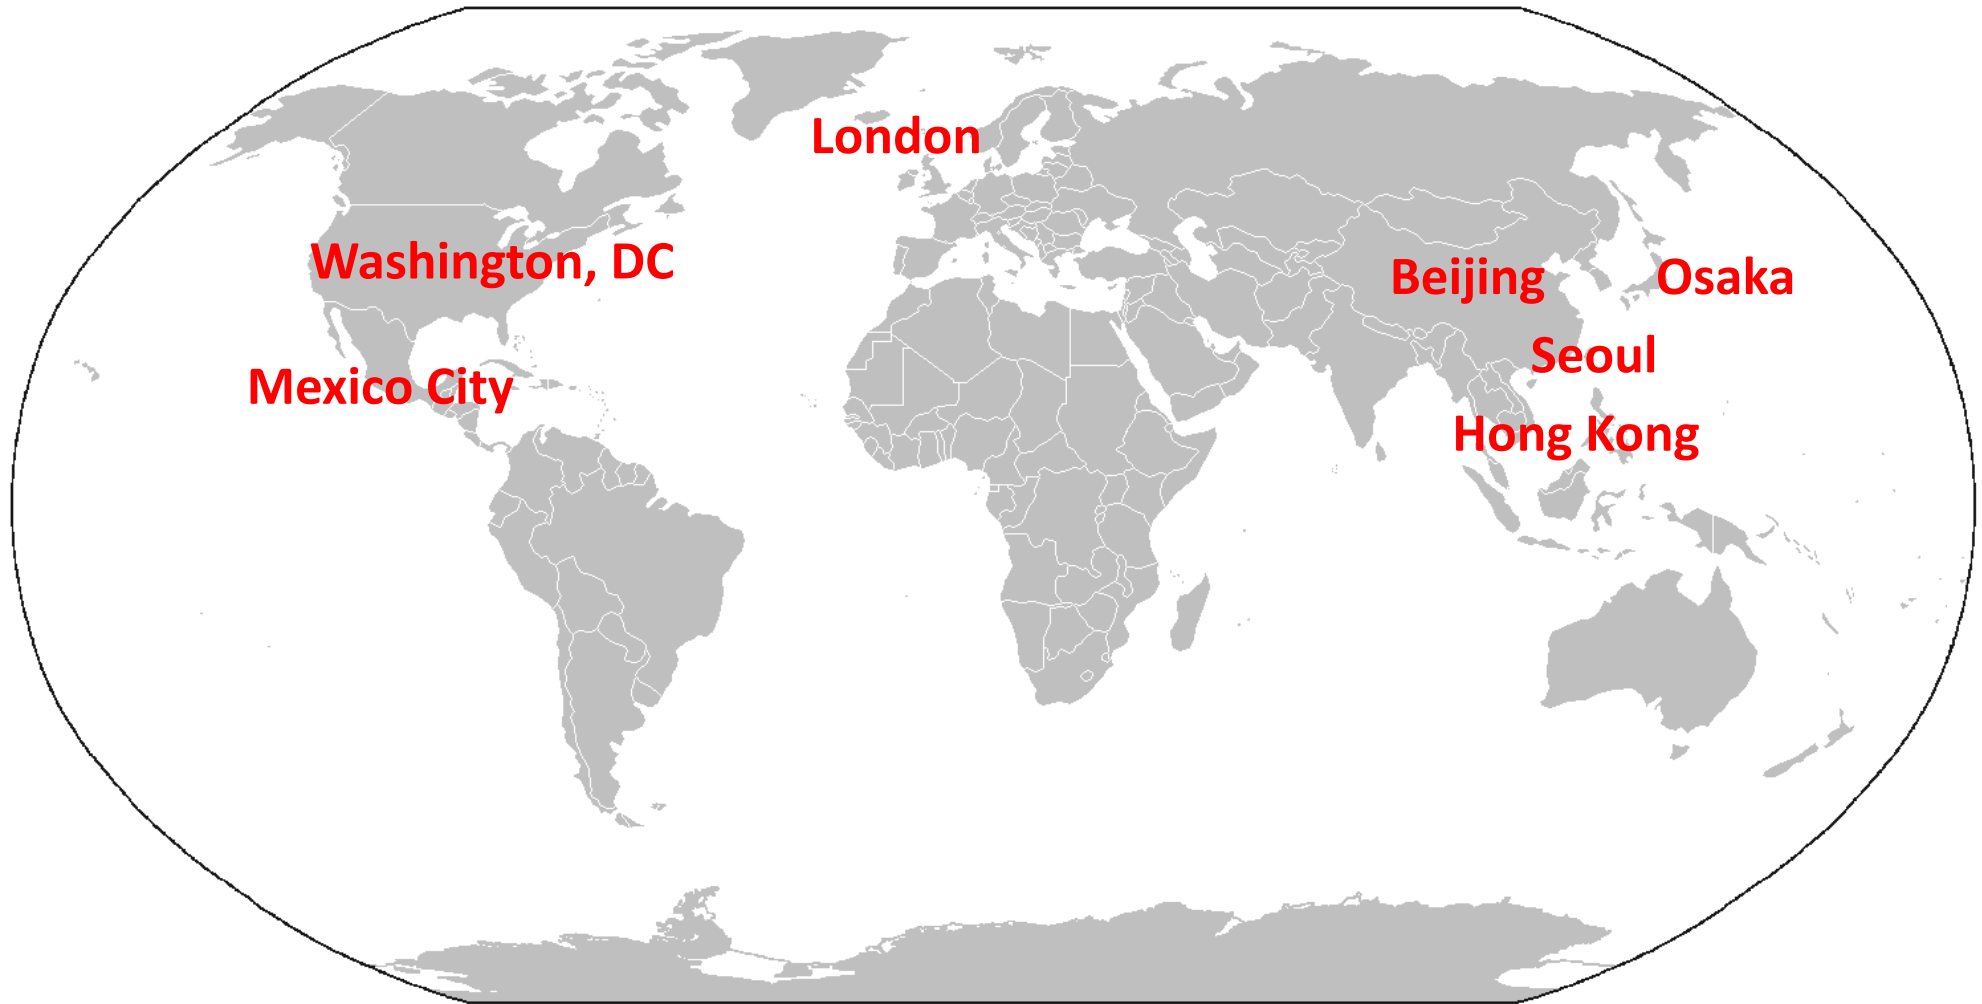 London
Washington, DC
Beijing
Osaka
Seoul
Mexico City
Hong Kong